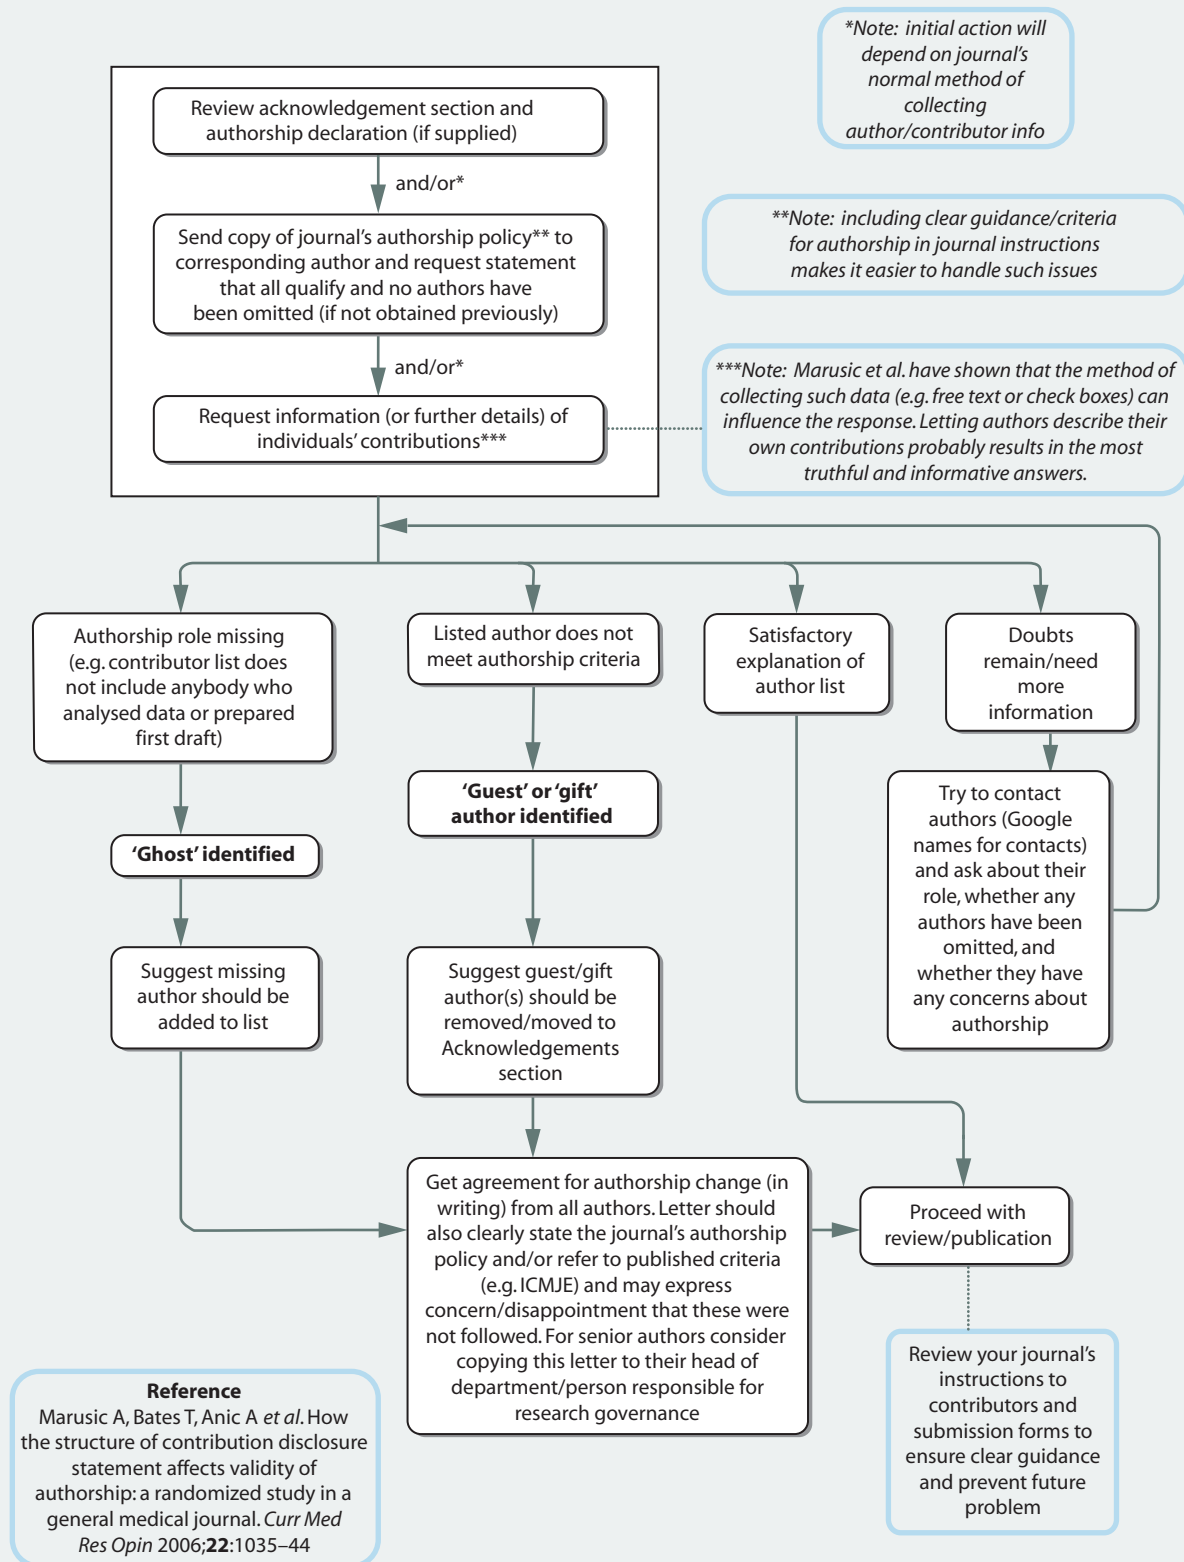 *Note: initial action will
depend on journal's
normal method of
collecting
author/contributor info
Review acknowledgement section and
authorship declaration (if supplied)
and/or*
Send copy of journal's authorship policy** to
corresponding author and request statement
that all qualify and no authors have
been omitted (if not obtained previously)
**Note: including clear guidance/criteria
for authorship in journal instructions
makes it easier to handle such issues
and/or*
Request information (or further details) of
individuals' contributions***
***Note: Marusic et al. have shown that the method of
collecting such data (e.g. free text or check boxes) can
influence the response. Letting authors describe their
own contributions probably results in the most
truthful and informative answers.
Authorship role missing
(e.g. contributor list does
not include anybody who
analysed data or prepared
first draft)
Listed author does not
meet authorship criteria
Satisfactory
explanation of
author list
Doubts
remain/need
more
information
'Ghost' identified
'Guest' or 'gift'
author identified
Try to contact
authors (Google
names for contacts)
and ask about their
role, whether any
authors have been
omitted, and
whether they have
any concerns about
authorship
Suggest missing
author should be
added to list
Suggest guest/gift
author(s) should be
removed/moved to
Acknowledgements
section
Get agreement for authorship change (in
writing) from all authors. Letter should
also clearly state the journal's authorship
policy and/or refer to published criteria
(e.g. ICMJE) and may express
concern/disappointment that these were
not followed. For senior authors consider
copying this letter to their head of
department/person responsible for
research governance
Proceed with
review/publication
Review your journal's
instructions to
contributors and
submission forms to
ensure clear guidance
and prevent future
problem
Reference
Marusic A, Bates T, Anic A et al. How
the structure of contribution disclosure
statement affects validity of
authorship: a randomized study in a
general medical journal. Curr Med
Res Opin 2006;22:1035–44